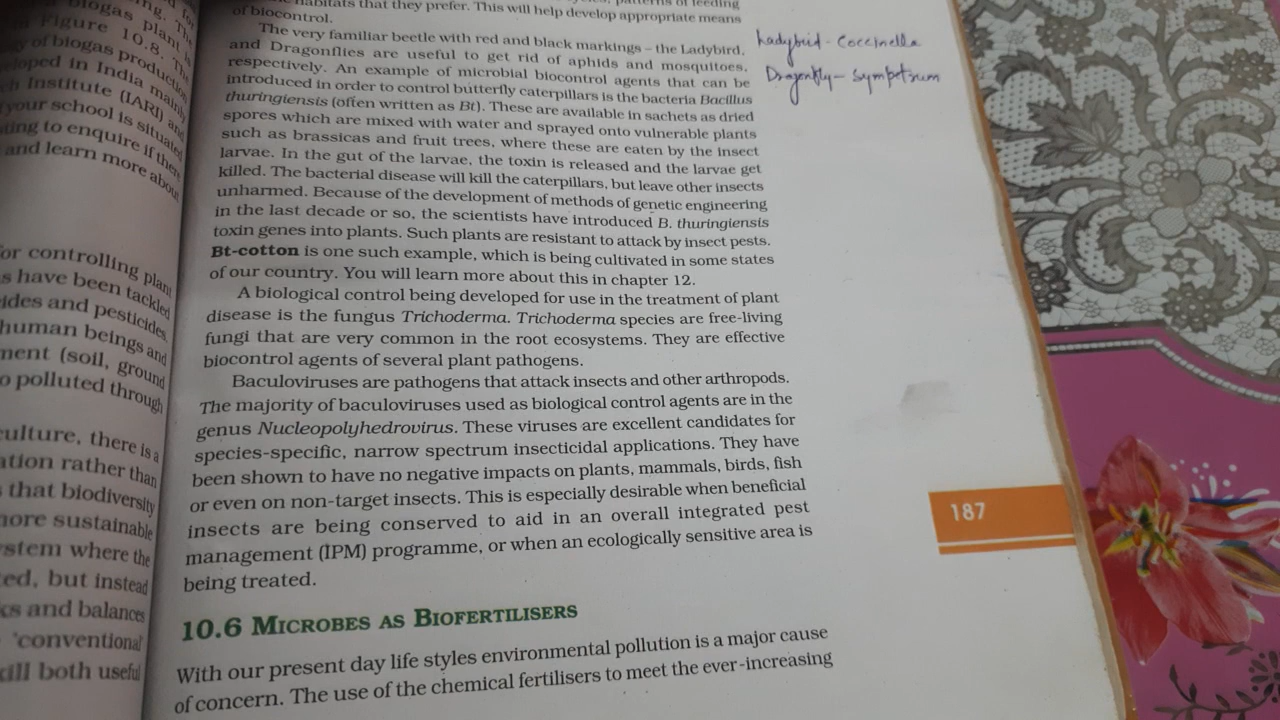 ing. The
biogas plant i
Figure 10.8. The
y of biogas production
eloped in India mainly
ch Institute (IARI) and
your school is situated
ting to enquire if there
and learn more about
or controlling plant
s have been tackled
ides and pesticides.
human beings and
ment (soil, ground
o polluted through
culture, there is a
ation rather than
s that biodiversity
more sustainable
ystem where the
ted, but instead
ks and balances
'conventional'
kill both useful
habitats that they prefer. This will help develop appropriate means
of biocontrol.
The very familiar beetle with red and black markings – the Ladybird,
and Dragonflies are useful to get rid of aphids and mosquitoes,
respectively. An example of microbial biocontrol agents that can be
introduced in order to control butterfly caterpillars is the bacteria Bacillus
thuringiensis (often written as Bt). These are available in sachets as dried
spores which are mixed with water and sprayed onto vulnerable plants
such as brassicas and fruit trees, where these are eaten by the insect
larvae. In the gut of the larvae, the toxin is released and the larvae get
killed. The bacterial disease will kill the caterpillars, but leave other insects
unharmed. Because of the development of methods of genetic engineering
in the last decade or so, the scientists have introduced B. thuringiensis
toxin genes into plants. Such plants are resistant to attack by insect pests.
Bt-cotton is one such example, which is being cultivated in some states
of our country. You will learn more about this in chapter 12.
A biological control being developed for use in the treatment of plant
disease is the fungus Trichoderma. Trichoderma species are free-living
fungi that are very common in the root ecosystems. They are effective
biocontrol agents of several plant pathogens.
Baculoviruses are pathogens that attack insects and other arthropods.
The majority of baculoviruses used as biological control agents are in the
genus Nucleopolyhedrovirus. These viruses are excellent candidates for
species-specific, narrow spectrum insecticidal applications. They have
been shown to have no negative impacts on plants, mammals, birds, fish
or even on non-target insects. This is especially desirable when beneficial
insects are being conserved to aid in an overall integrated pest
management (IPM) programme, or when an ecologically sensitive area is
being treated.
10.6 MICROBES AS BIOFERTILISERS
With our present day life styles environmental pollution is a major cause
of concern. The use of the chemical fertilisers to meet the ever-increasing
Ladybird - Coccinella
Dragonfly - Sympetrum
187